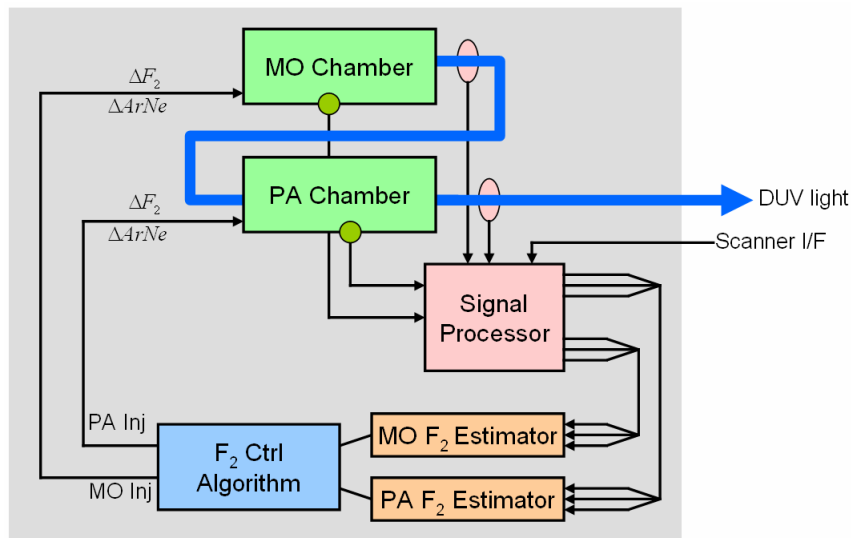 MO Chamber
ΔF₂
ΔArNe
PA Chamber
ΔF₂
ΔArNe
DUV light
Scanner I/F
Signal
Processor
PA Inj
MO Inj
F₂ Ctrl
Algorithm
MO F₂ Estimator
PA F₂ Estimator